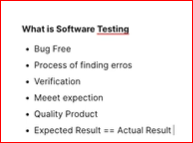 What is Software Testing
• Bug Free
• Process of finding erros
• Verification
• Meeet expection
• Quality Product
• Expected Result == Actual Result